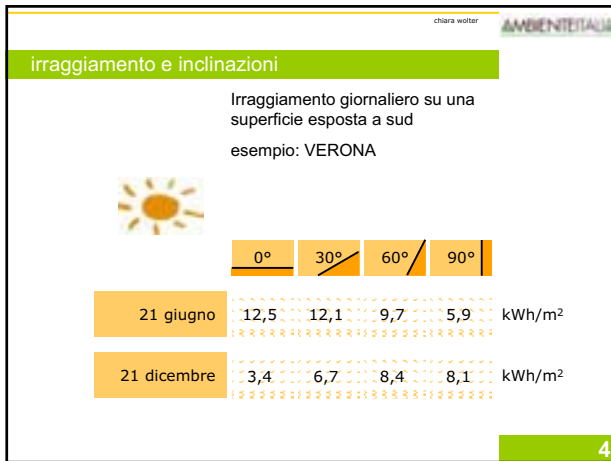 chiara wolter
AMBIENTEITALIA
irraggiamento e inclinazioni
Irraggiamento giornaliero su una
superficie esposta a sud
esempio: VERONA
0° 30° 60° 90°
21 giugno 12,5 12,1 9,7 5,9 kWh/m²
21 dicembre 3,4 6,7 8,4 8,1 kWh/m²
4